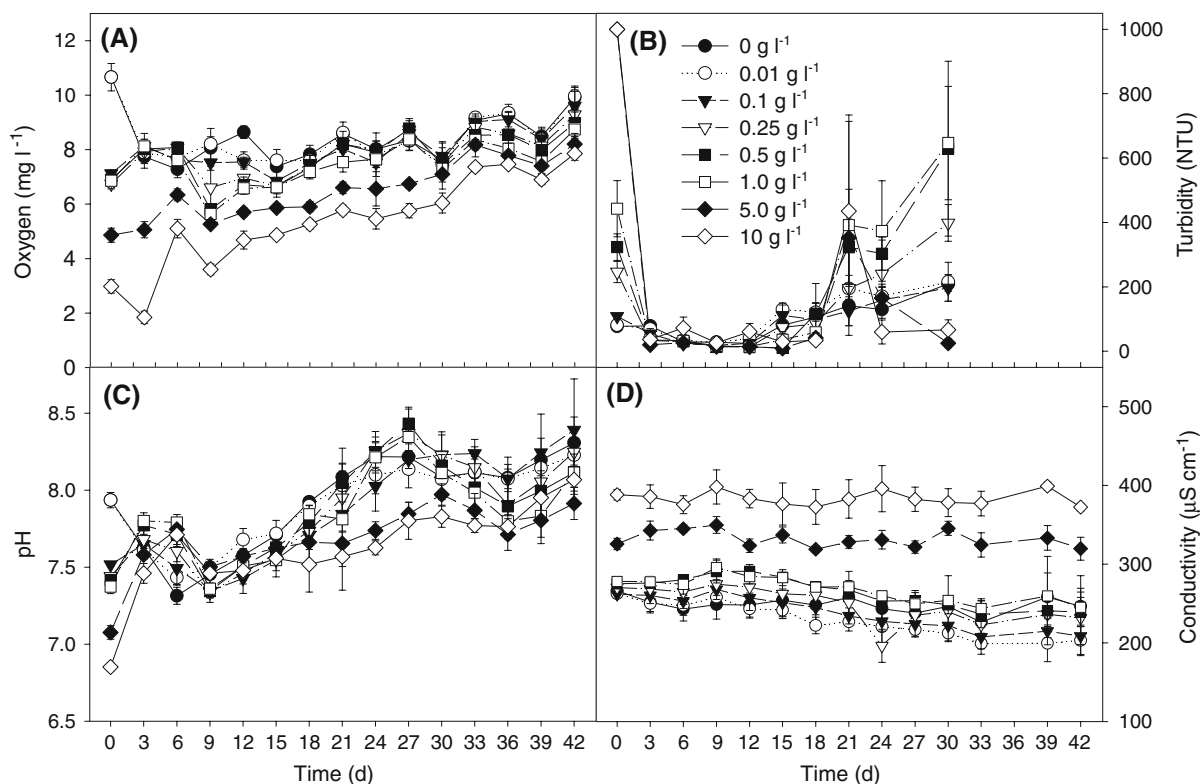 (A)
12
10
8
6
4
2
0
Oxygen (mg l⁻¹)
(B)
0 g l⁻¹
0.01 g l⁻¹
0.1 g l⁻¹
0.25 g l⁻¹
0.5 g l⁻¹
1.0 g l⁻¹
5.0 g l⁻¹
10 g l⁻¹
1000
800
600
400
200
0
Turbidity (NTU)
(C)
8.5
8.0
7.5
7.0
6.5
pH
0 3 6 9 12 15 18 21 24 27 30 33 36 39 42
Time (d)
(D)
500
400
300
200
100
Conductivity (µS cm⁻¹)
0 3 6 9 12 15 18 21 24 27 30 33 36 39 42
Time (d)